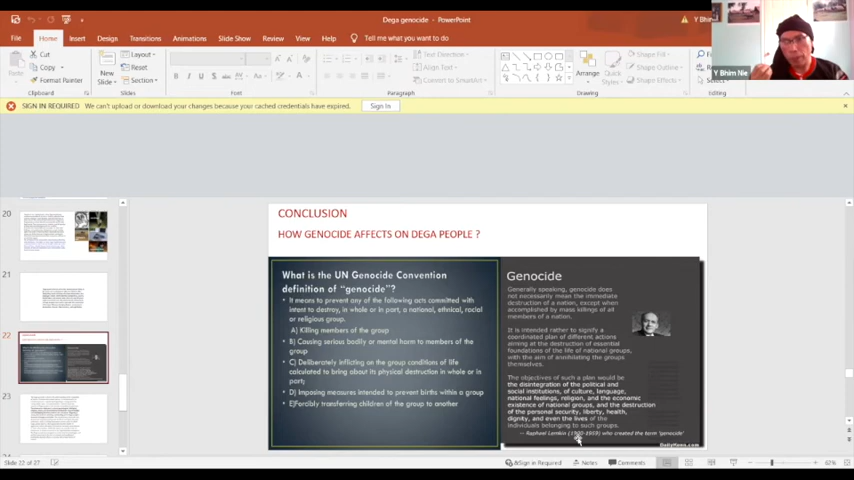 Dega genocide - PowerPoint
Y Bhim
File Home Insert Design Transitions Animations Slide Show Review View Help Tell me what you want to do
Cut
Copy
Format Painter
Paste
Clipboard
New
Slide
Layout
Reset
Section
Slides
Font
Text Direction
Align Text
Convert to SmartArt
Paragraph
Arrange
Quick
Styles
Shape Fill
Shape Outline
Drawing
Editing
Y Bhim Nie
SIGN IN REQUIRED We can't upload or download your changes because your cached credentials have expired. Sign In
20
21
22
23
CONCLUSION
HOW GENOCIDE AFFECTS ON DEGA PEOPLE ?
What is the UN Genocide Convention
definition of "genocide"?
It means to prevent any of the following acts committed with
intent to destroy, in whole or in part, a national, ethnical, racial
or religious group.
A) Killing members of the group
B) Causing serious bodily or mental harm to members of the
group
C) Deliberately inflicting on the group conditions of life
calculated to bring about its physical destruction in whole or in
part;
D) Imposing measures intended to prevent births within a group
E)Forcibly transferring children of the group to another
Genocide
Generally speaking, genocide does
not necessarily mean the immediate
destruction of a nation, except when
accomplished by mass killings of all
members of a nation.
It is intended rather to signify a
coordinated plan of different actions
aiming at the destruction of essential
foundations of the life of national groups,
with the aim of annihilating the groups
themselves.
The objectives of such a plan would be
the disintegration of the political and
social institutions, of culture, language,
national feelings, religion, and the economic
existence of national groups, and the destruction
of the personal security, liberty, health,
dignity, and even the lives of the
individuals belonging to such groups.
— Raphael Lemkin (1900-1959) who created the term 'genocide'
Slide 22 of 27
Sign in Required
Notes
Comments
62%